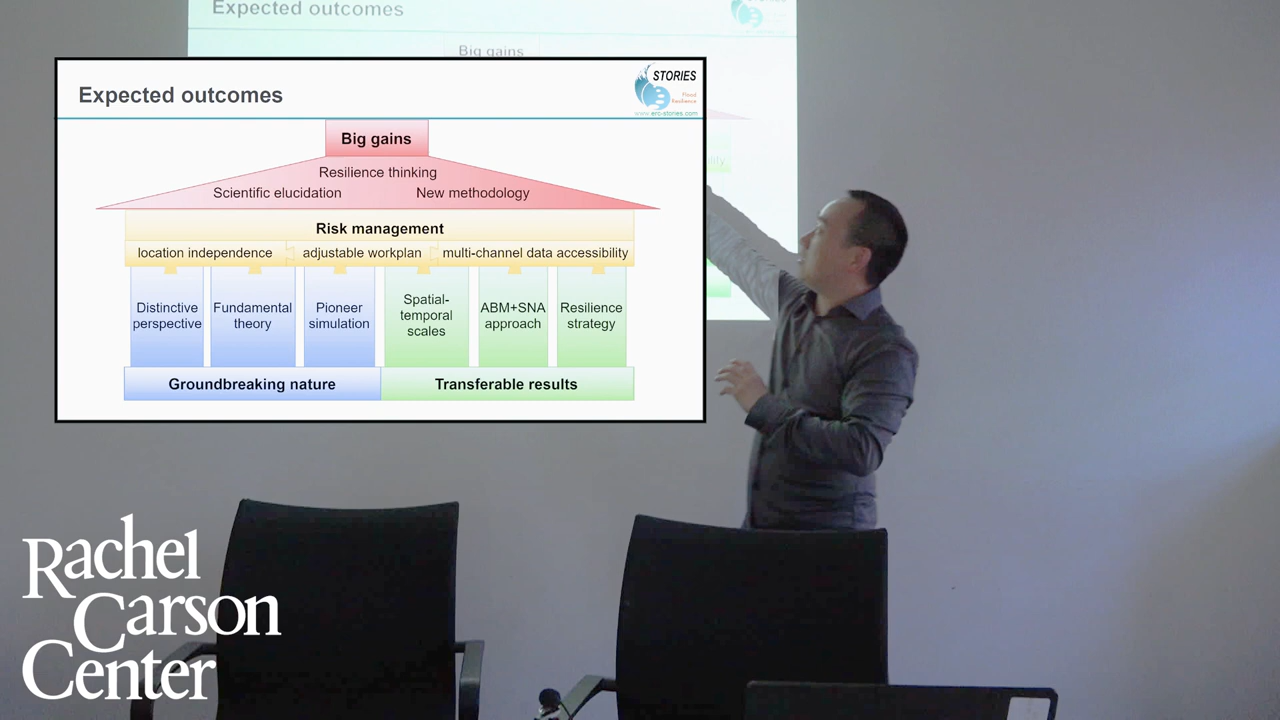 Expected outcomes
Big gains
Expected outcomes
STORIES
Flood
Resilience
www.erc-stories.com
Big gains
Resilience thinking
Scientific elucidation
New methodology
Risk management
location independence
adjustable workplan
multi-channel data accessibility
Distinctive
perspective
Fundamental
theory
Pioneer
simulation
Spatial-
temporal
scales
ABM+SNA
approach
Resilience
strategy
Groundbreaking nature
Transferable results
Rachel
Carson
Center